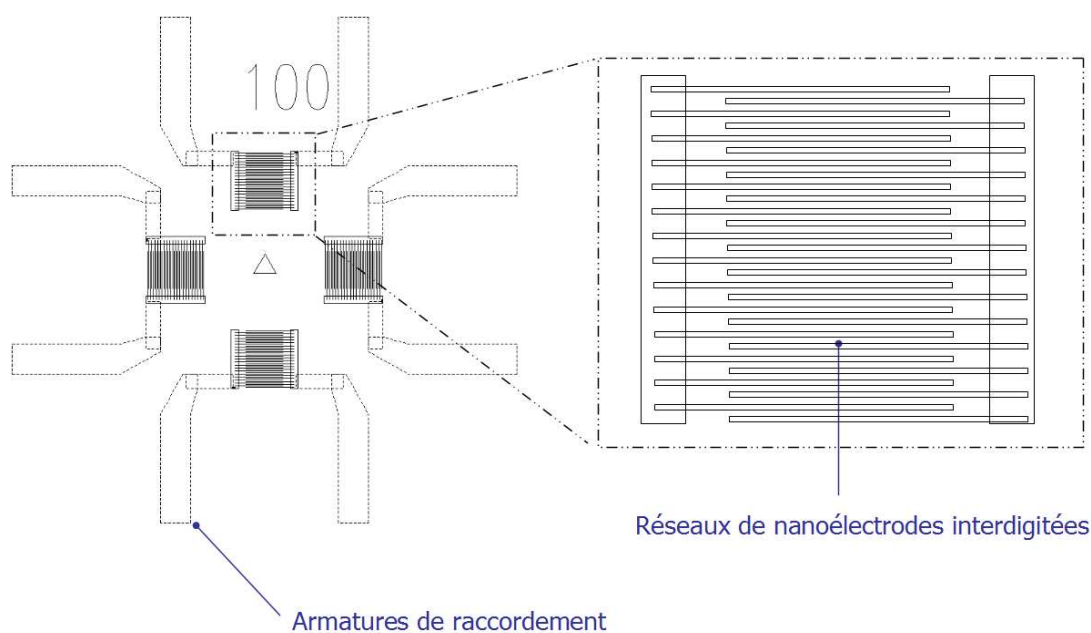 100
Réseaux de nanoélectrodes interdigitées
Armatures de raccordement